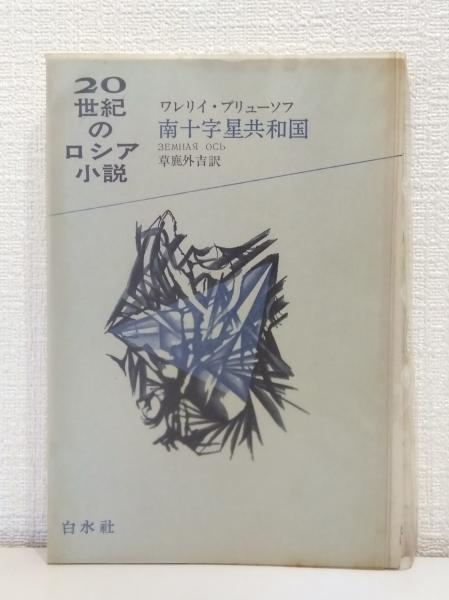 20
世紀
の
ロシア
小説
ワレリイ・ブリューソフ
南十字星共和国
ЗЕМНАЯ ОСЬ
草鹿外吉訳
白水社